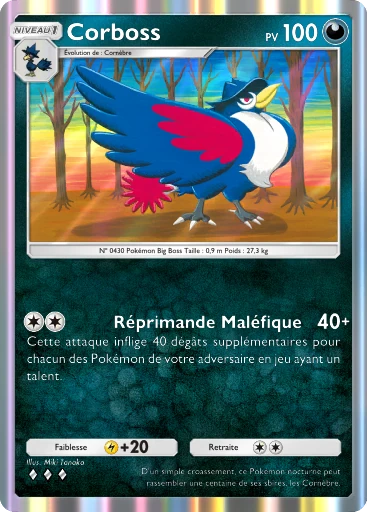 NIVEAU 1
Corboss
PV 100
Évolution de : Cornèbre
N° 0430 Pokémon Big Boss Taille : 0,9 m Poids : 27,3 kg
Réprimande Maléfique 40+
Cette attaque inflige 40 dégâts supplémentaires pour
chacun des Pokémon de votre adversaire en jeu ayant un
talent.
Faiblesse +20
Retraite
Illus. Miki Tanaka
D'un simple croassement, ce Pokémon nocturne peut
rassembler une centaine de ses sbires, les Cornèbre.